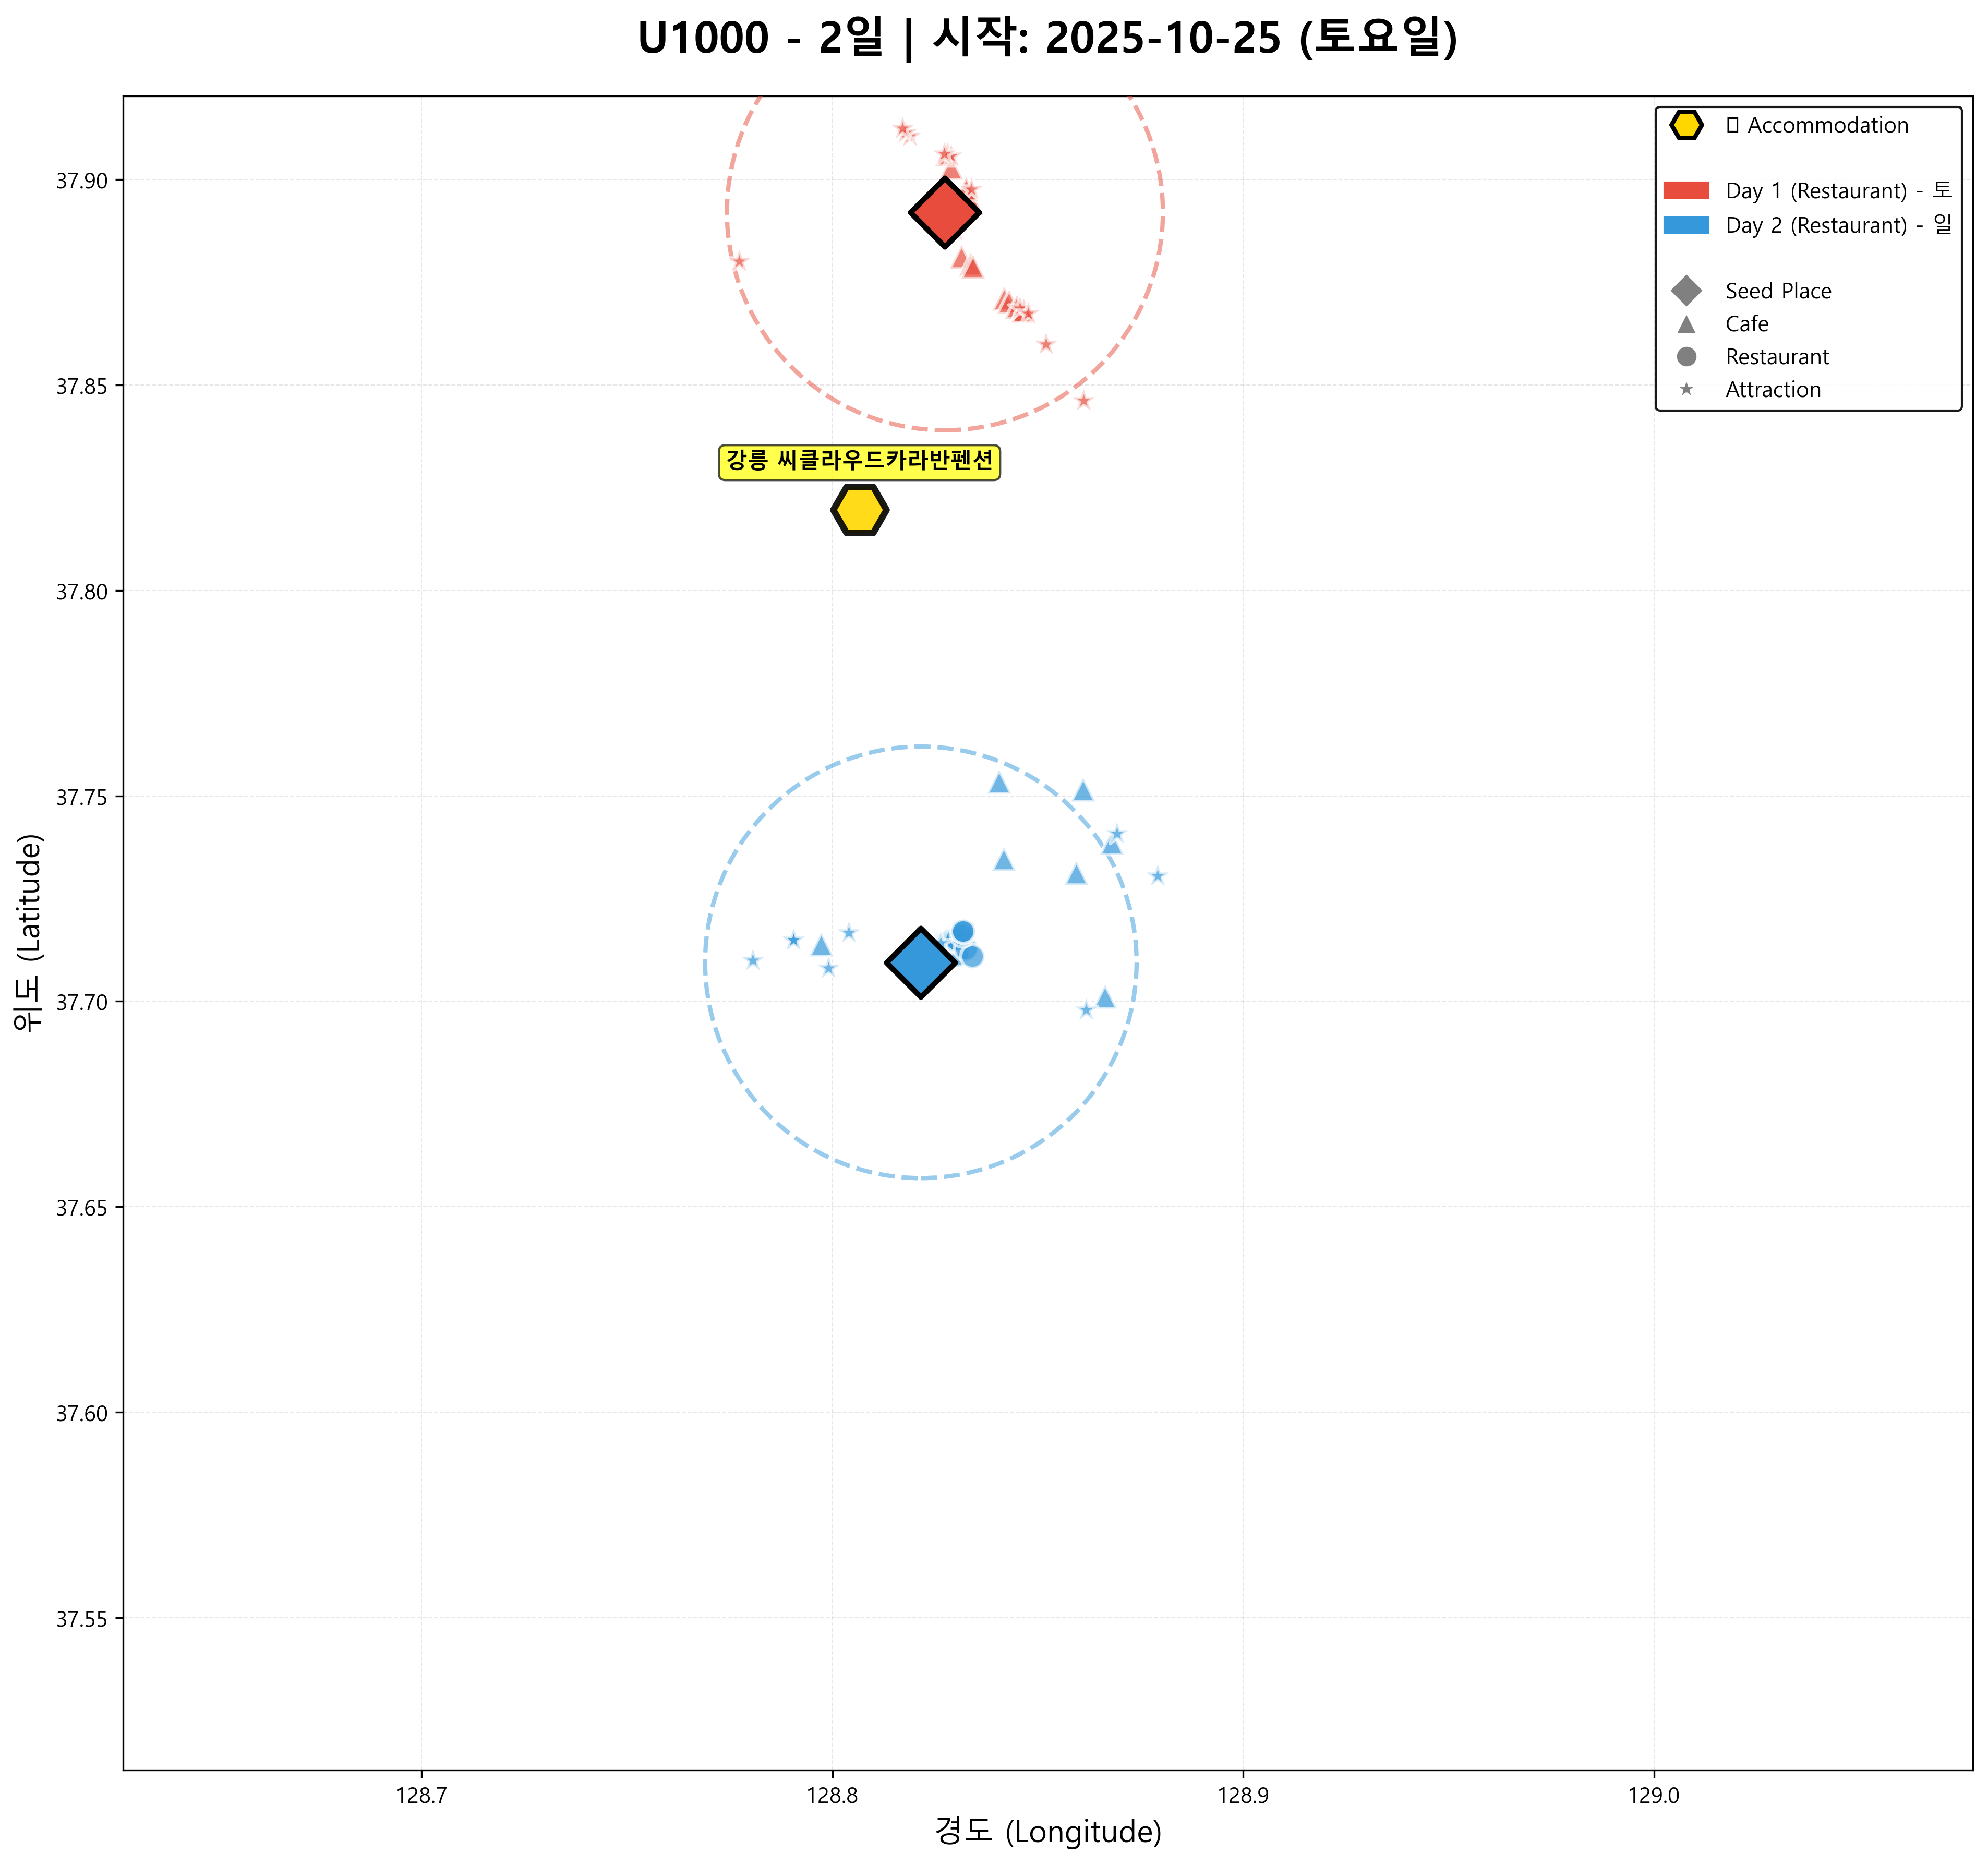 U1000 - 2일 | 시작: 2025-10-25 (토요일)
▯ Accommodation
Day 1 (Restaurant) - 토
Day 2 (Restaurant) - 일
Seed Place
Cafe
Restaurant
Attraction
강릉 씨클라우드카라반펜션
37.90
37.85
37.80
37.75
37.70
37.65
37.60
37.55
위도 (Latitude)
128.7
128.8
128.9
129.0
경도 (Longitude)